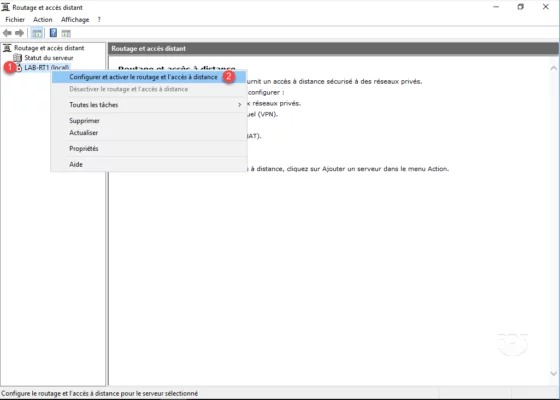 Routage et accès distant
Fichier Action Affichage ?
Routage et accès distant
Statut du serveur
1 LAB-RT1 (local)
Routage et accès distant
Routage et accès à distance
Configurer et activer le routage et l'accès à distance 2
Désactiver le routage et l'accès à distance
Toutes les tâches
Supprimer
Actualiser
Propriétés
Aide
urnit un accès à distance sécurisé à des réseaux privés.
configurer :
x réseaux privés.
uel (VPN).
AT).
à distance, cliquez sur Ajouter un serveur dans le menu Action.
Configure le routage et l'accès à distance pour le serveur sélectionné